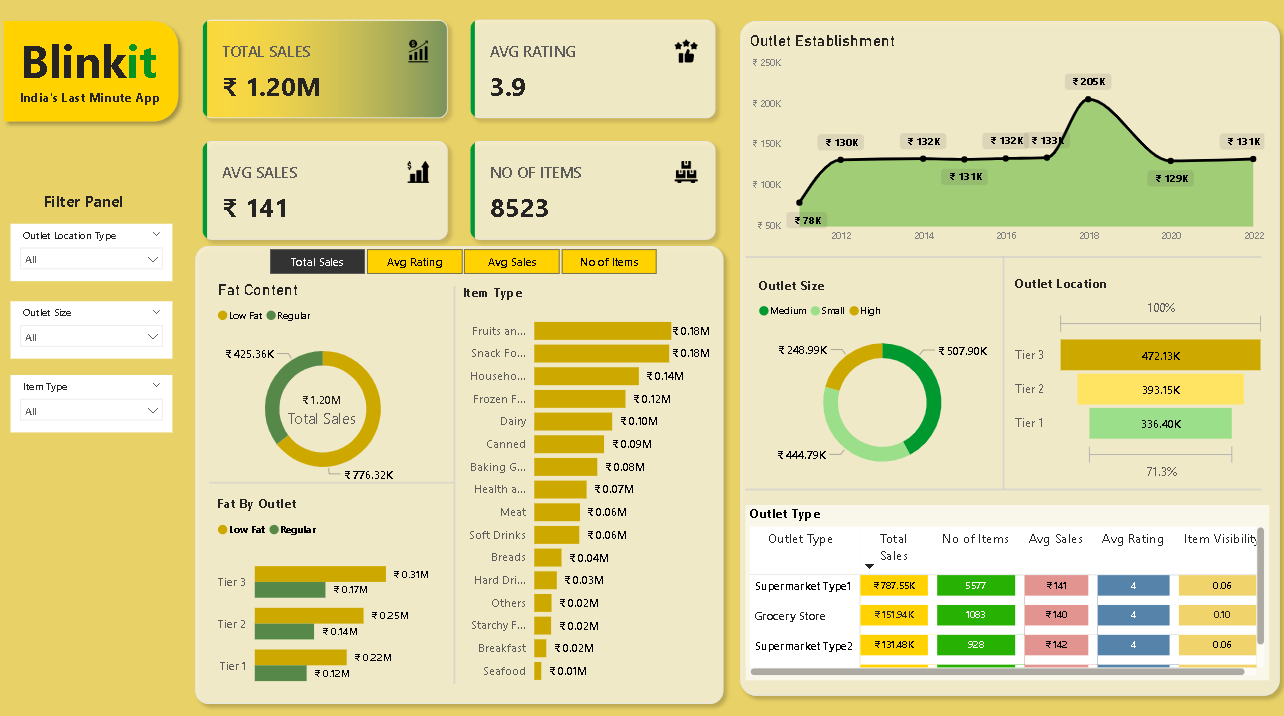 Blinkit
India's Last Minute App
TOTAL SALES
₹ 1.20M
AVG RATING
3.9
AVG SALES
₹ 141
NO OF ITEMS
8523
Filter Panel
Outlet Location Type
All
Outlet Size
All
Item Type
All
Total Sales
Avg Rating
Avg Sales
No of Items
Fat Content
Low Fat
Regular
₹ 425.36K
₹ 1.20M
Total Sales
₹ 776.32K
Fat By Outlet
Low Fat
Regular
Tier 3
₹ 0.31M
₹ 0.17M
Tier 2
₹ 0.25M
₹ 0.14M
Tier 1
₹ 0.22M
₹ 0.12M
Item Type
Fruits an... ₹ 0.18M
Snack Fo... ₹ 0.18M
Househo... ₹ 0.14M
Frozen F... ₹ 0.12M
Dairy ₹ 0.10M
Canned ₹ 0.09M
Baking G... ₹ 0.08M
Health a... ₹ 0.07M
Meat ₹ 0.06M
Soft Drinks ₹ 0.06M
Breads ₹ 0.04M
Hard Dri... ₹ 0.03M
Others ₹ 0.02M
Starchy F... ₹ 0.02M
Breakfast ₹ 0.02M
Seafood ₹ 0.01M
Outlet Establishment
₹ 250K
₹ 200K
₹ 150K
₹ 100K
₹ 50K
₹ 78K
₹ 130K
₹ 132K
₹ 131K
₹ 132K
₹ 133K
₹ 205K
₹ 129K
₹ 131K
2012 2014 2016 2018 2020 2022
Outlet Size
Medium Small High
₹ 248.99K
₹ 507.90K
₹ 444.79K
Outlet Location
100%
Tier 3 472.13K
Tier 2 393.15K
Tier 1 336.40K
71.3%
Outlet Type
Outlet Type Total Sales No of Items Avg Sales Avg Rating Item Visibility
Supermarket Type1 ₹787.55K 5577 ₹141 4 0.06
Grocery Store ₹151.94K 1083 ₹140 4 0.10
Supermarket Type2 ₹131.48K 928 ₹142 4 0.06